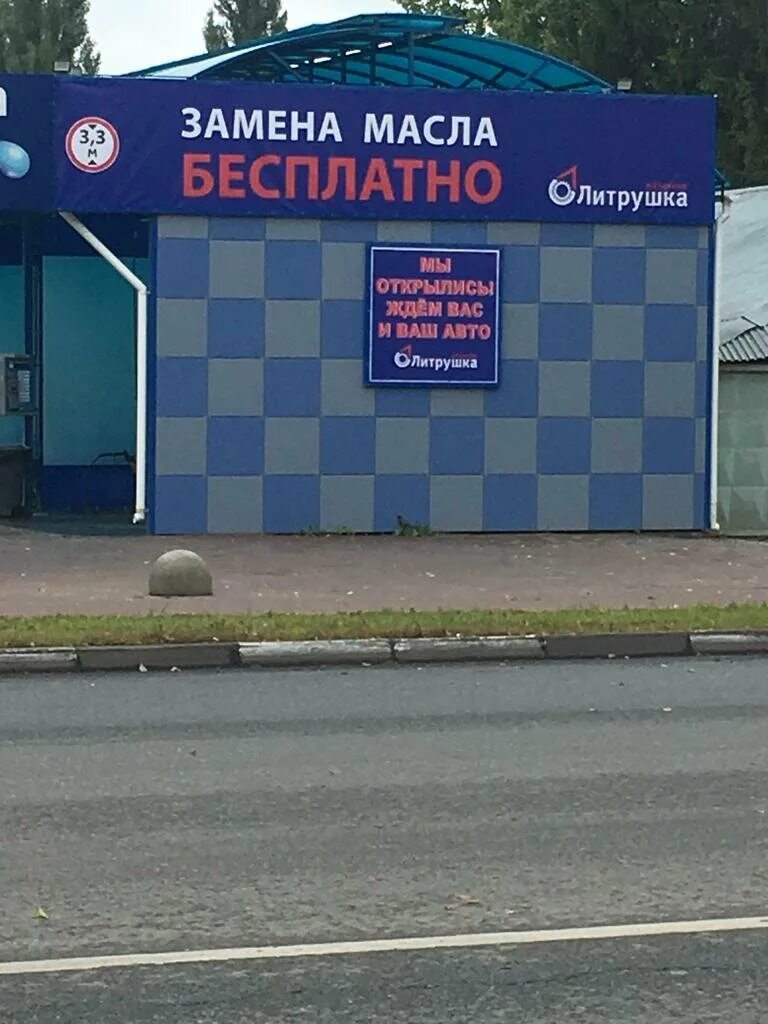 3,3
М
ЗАМЕНА МАСЛА
БЕСПЛАТНО
Литрушка
МЫ
ОТКРЫЛИСЬ!
ЖДЁМ ВАС
И ВАШ АВТО
Литрушка